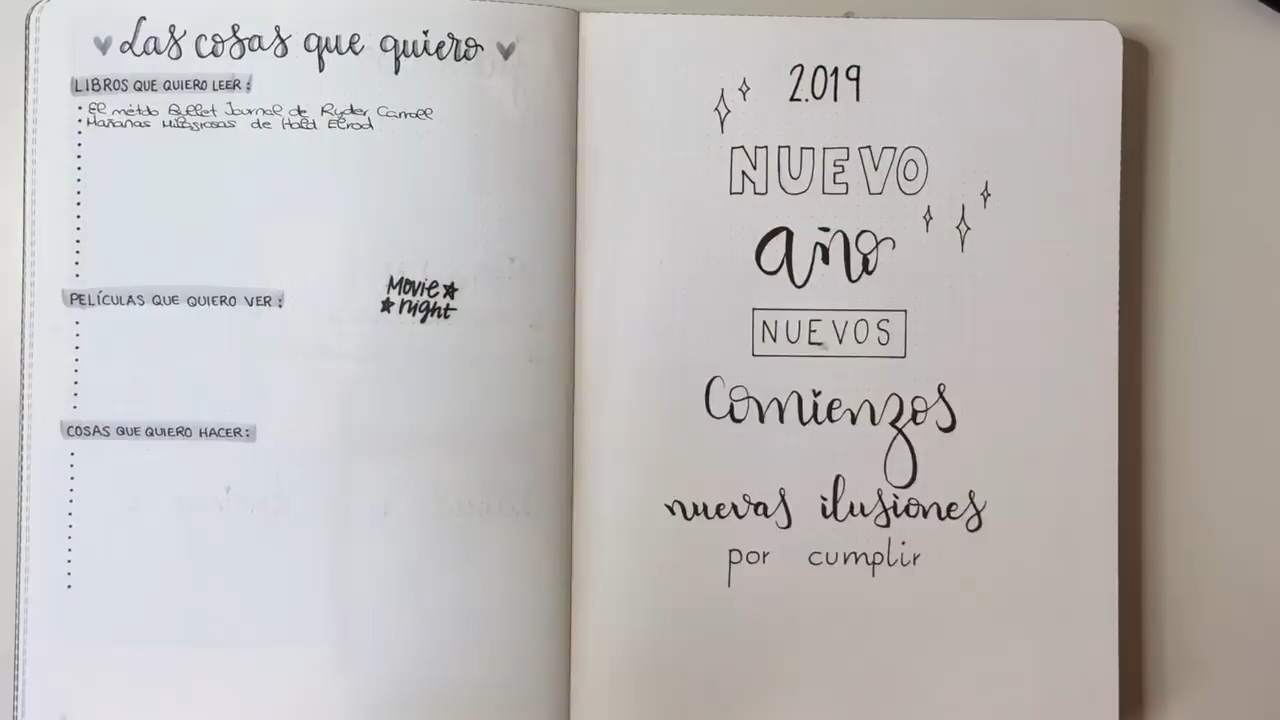 Las cosas que quiero
LIBROS QUE QUIERO LEER:
• El métdo Bullet Journal de Ryder Carroll
• Mañanas Milagrosas de Hald Elrod
PELÍCULAS QUE QUIERO VER:
Movie
night
COSAS QUE QUIERO HACER:
2.019
NUEVO
año
NUEVOS
Comienzos
nuevas ilusiones
por cumplir